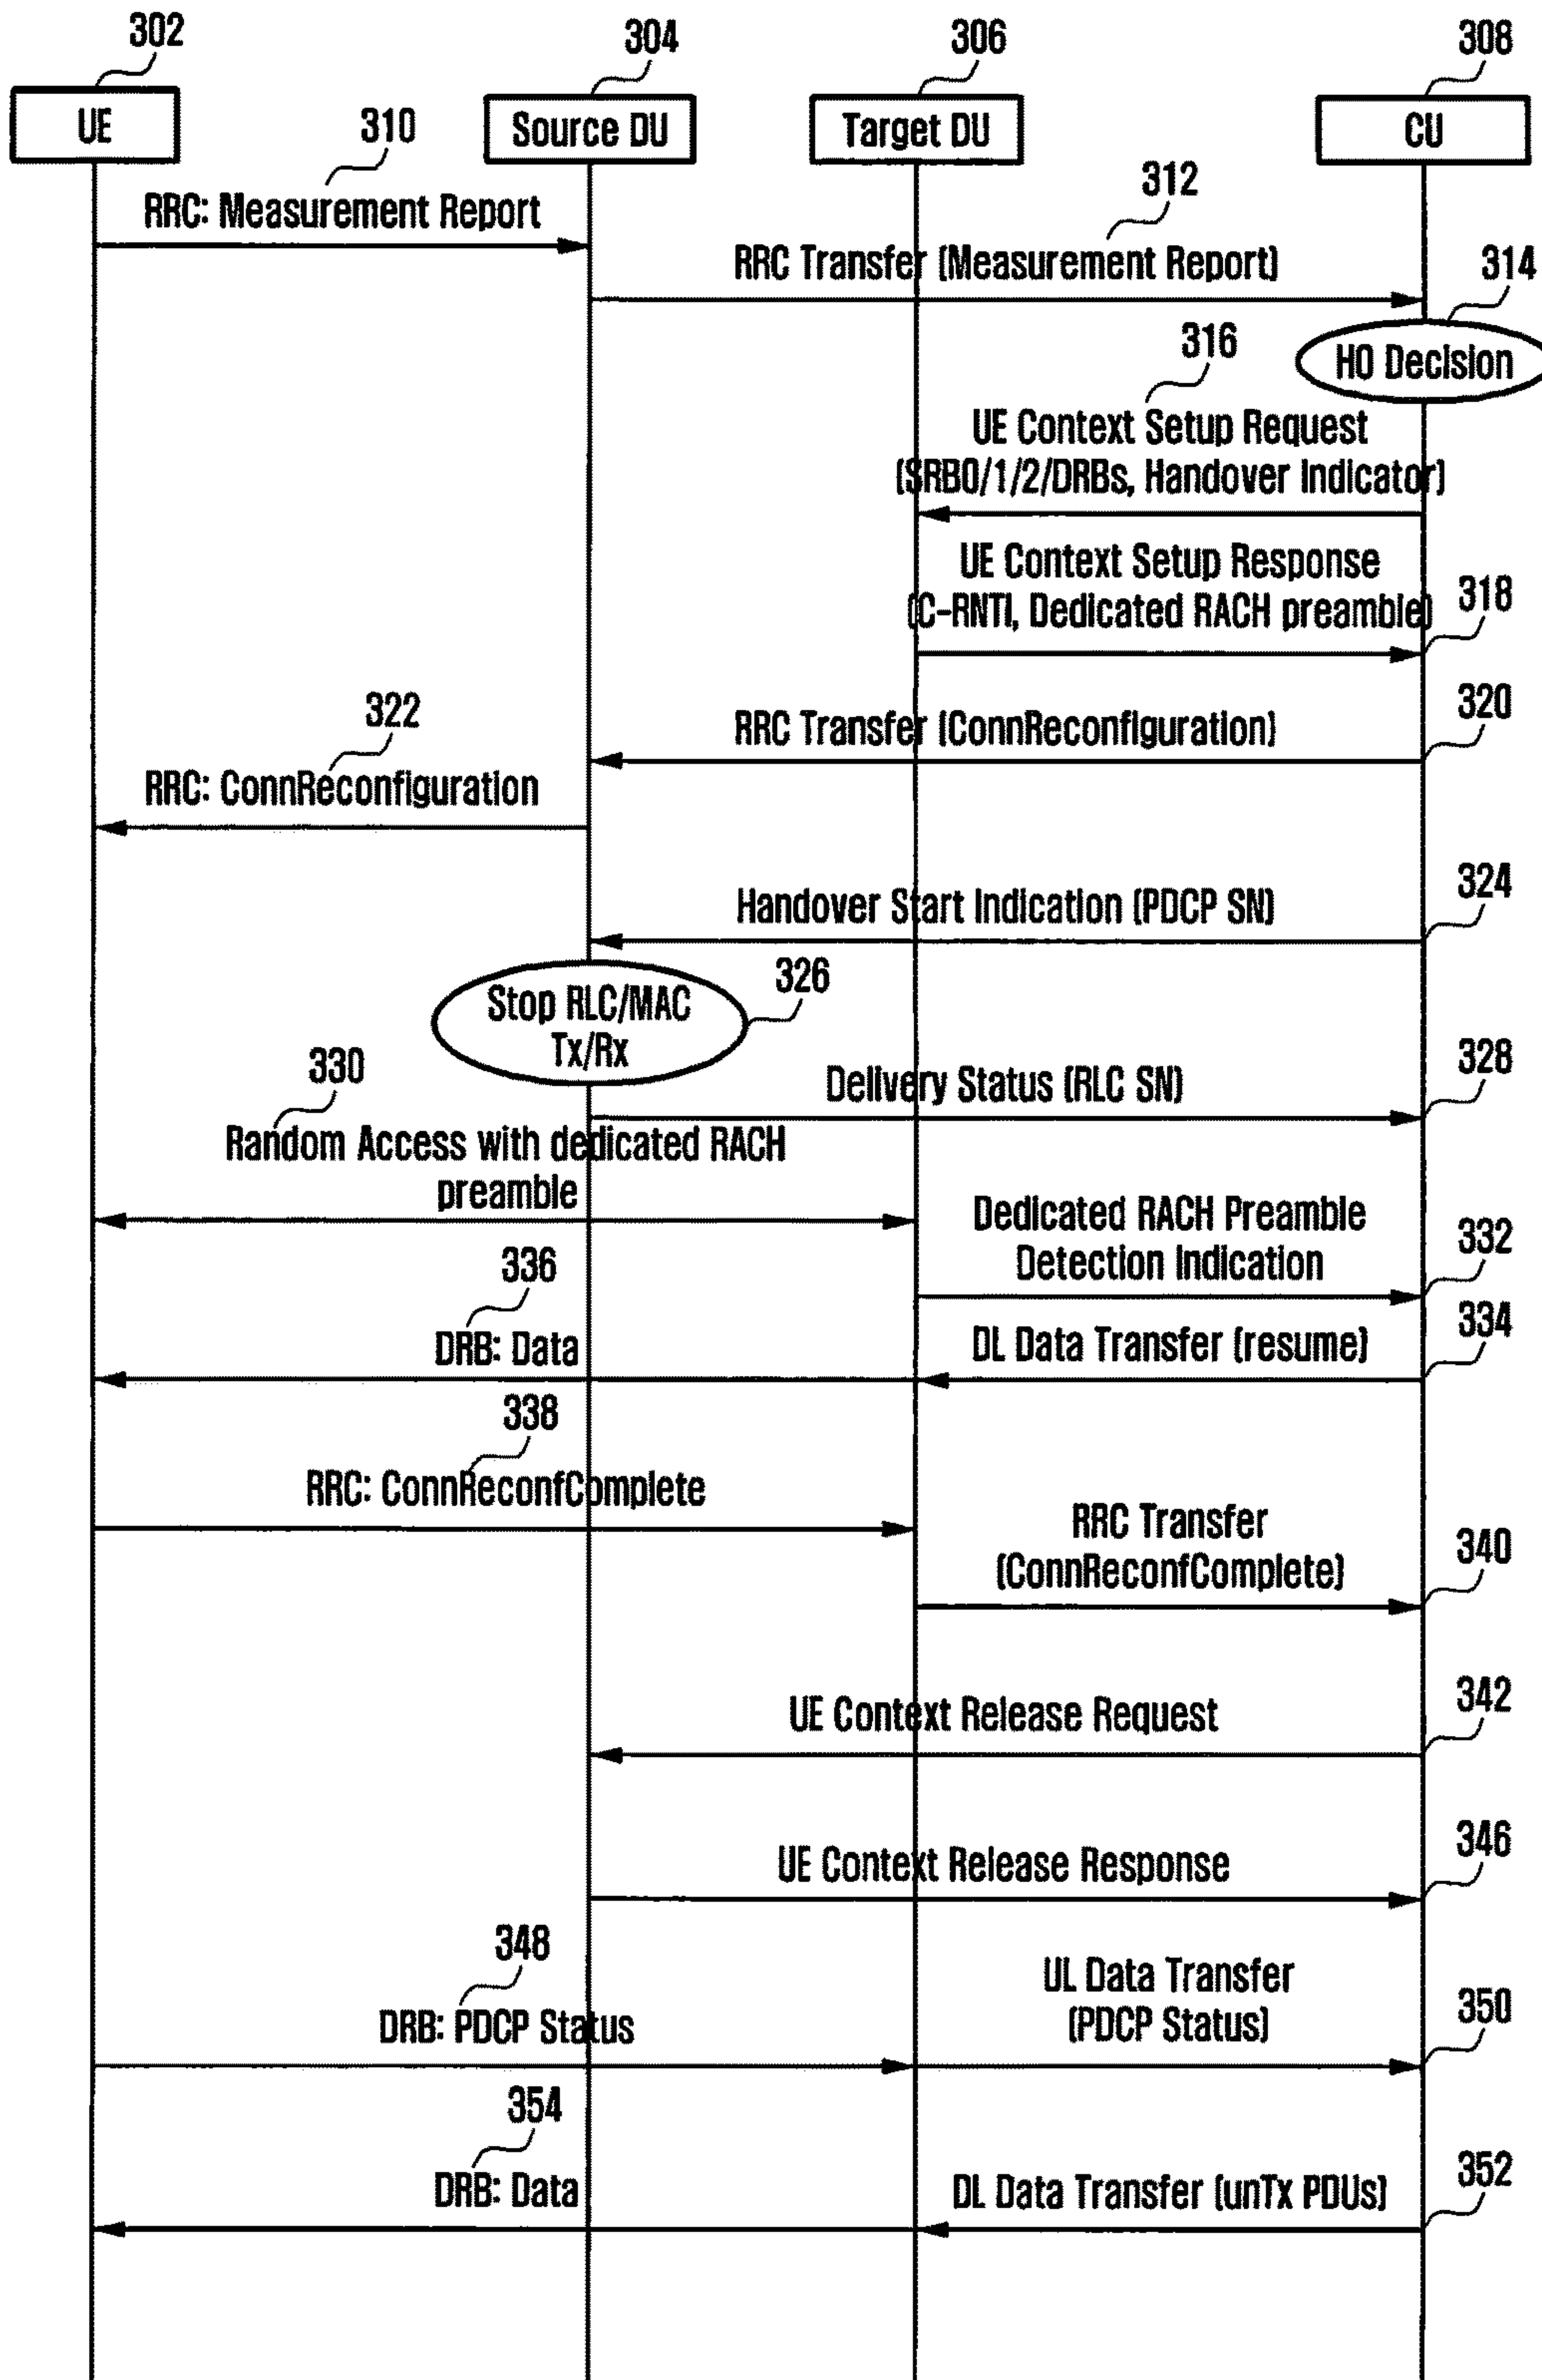 302
304
306
308
UE
Source DU
Target DU
CU
310
RRC: Measurement Report
312
RRC Transfer (Measurement Report)
314
HO Decision
316
UE Context Setup Request
(SRB0/1/2/DRBs, Handover Indicator)
UE Context Setup Response
(C-RNTI, Dedicated RACH preamble)
318
320
RRC Transfer (ConnReconfiguration)
322
RRC: ConnReconfiguration
324
Handover Start Indication (PDCP SN)
326
Stop RLC/MAC
Tx/Rx
328
Delivery Status (RLC SN)
330
Random Access with dedicated RACH
preamble
Dedicated RACH Preamble
Detection Indication
332
334
336
DRB: Data
DL Data Transfer (resume)
338
RRC: ConnReconfComplete
RRC Transfer
(ConnReconfComplete)
340
342
UE Context Release Request
346
UE Context Release Response
348
DRB: PDCP Status
UL Data Transfer
(PDCP Status)
350
354
DRB: Data
DL Data Transfer (unTx PDUs)
352